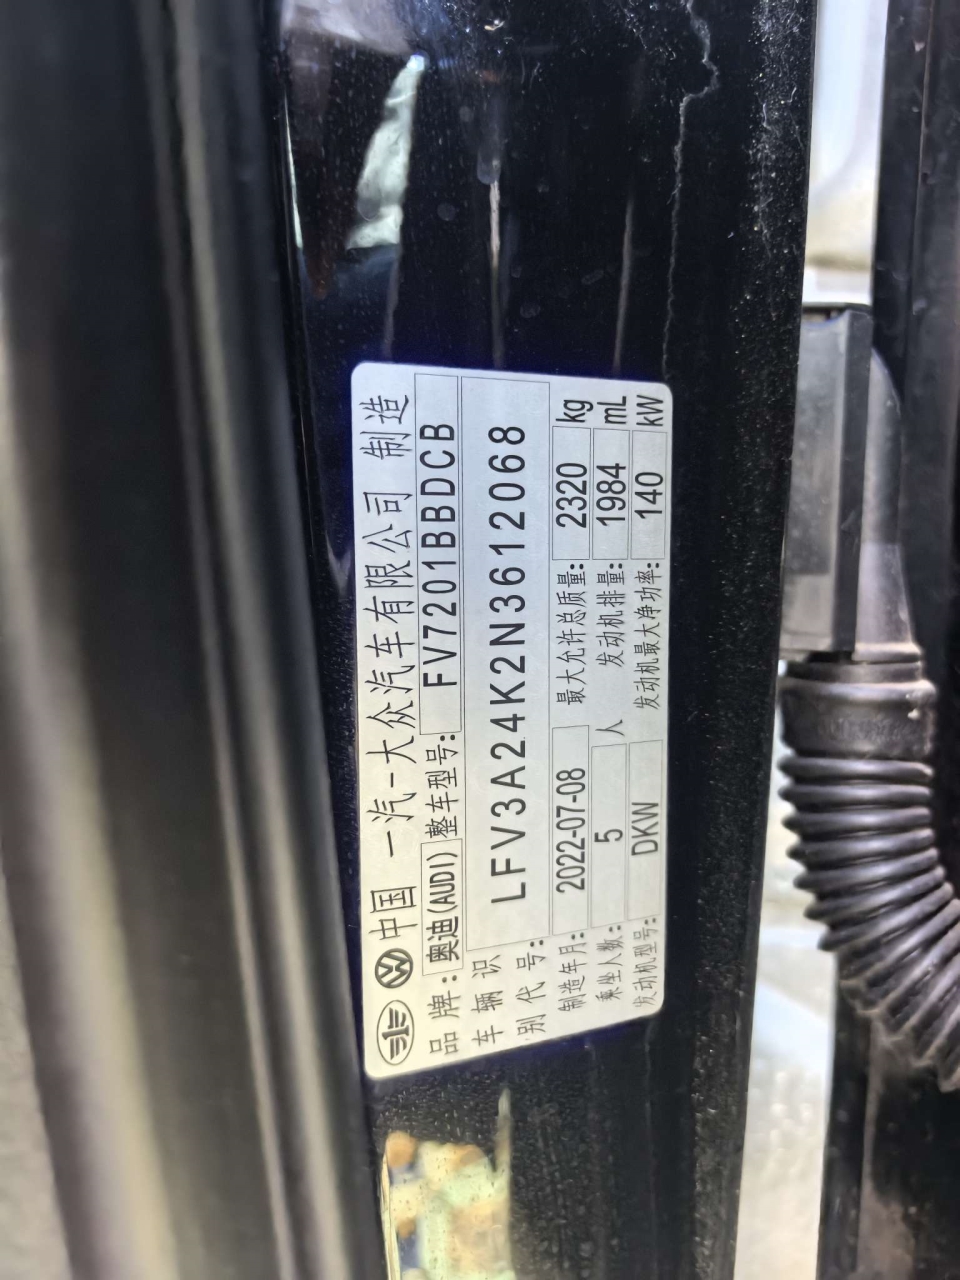 中国 一汽-大众汽车有限公司 制造
品牌: 奥迪(AUDI) 整车型号: FV7201BBDCB
车辆识别代号: LFV3A24K2N3612068
制造年月: 2022-07-08 最大允许总质量: 2320 kg
乘坐人数: 5 人 发动机排量: 1984 mL
发动机型号: DKW 发动机最大净功率: 140 kW